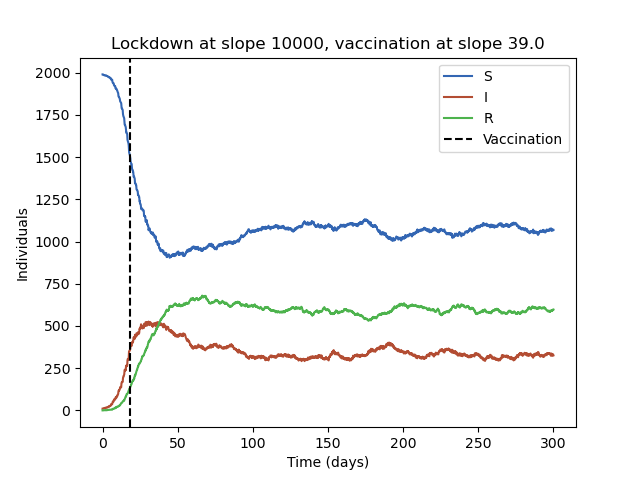 Lockdown at slope 10000, vaccination at slope 39.0
S
I
R
Vaccination
Individuals
2000
1750
1500
1250
1000
750
500
250
0
0 50 100 150 200 250 300
Time (days)